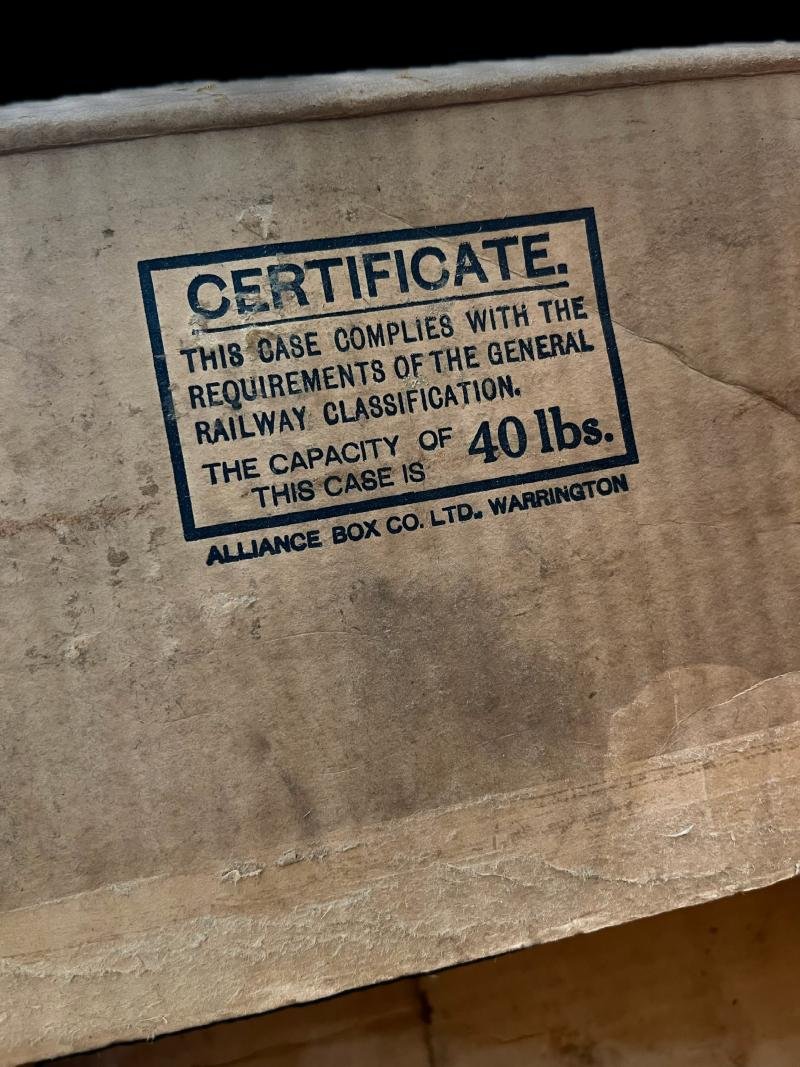 CERTIFICATE.
THIS CASE COMPLIES WITH THE
REQUIREMENTS OF THE GENERAL
RAILWAY CLASSIFICATION.
THE CAPACITY OF 40 lbs.
THIS CASE IS
ALLIANCE BOX CO. LTD. WARRINGTON